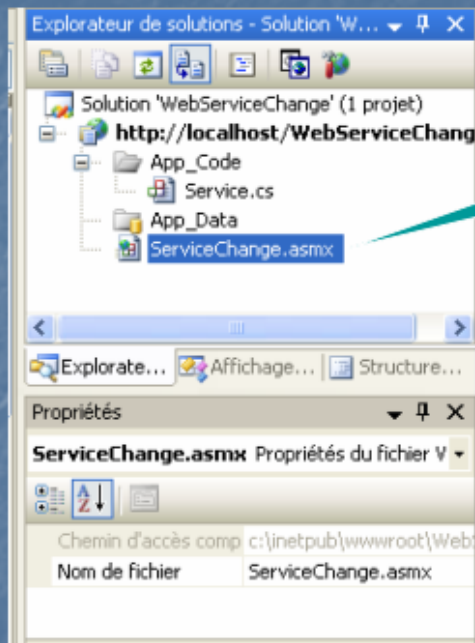 Explorateur de solutions - Solution 'W...
Solution 'WebServiceChange' (1 projet)
http://localhost/WebServiceChang
App_Code
Service.cs
App_Data
ServiceChange.asmx
Explorate... Affichage... Structure...
Propriétés
ServiceChange.asmx Propriétés du fichier V
Chemin d'accès comp c:\inetpub\wwwroot\Web
Nom de fichier ServiceChange.asmx